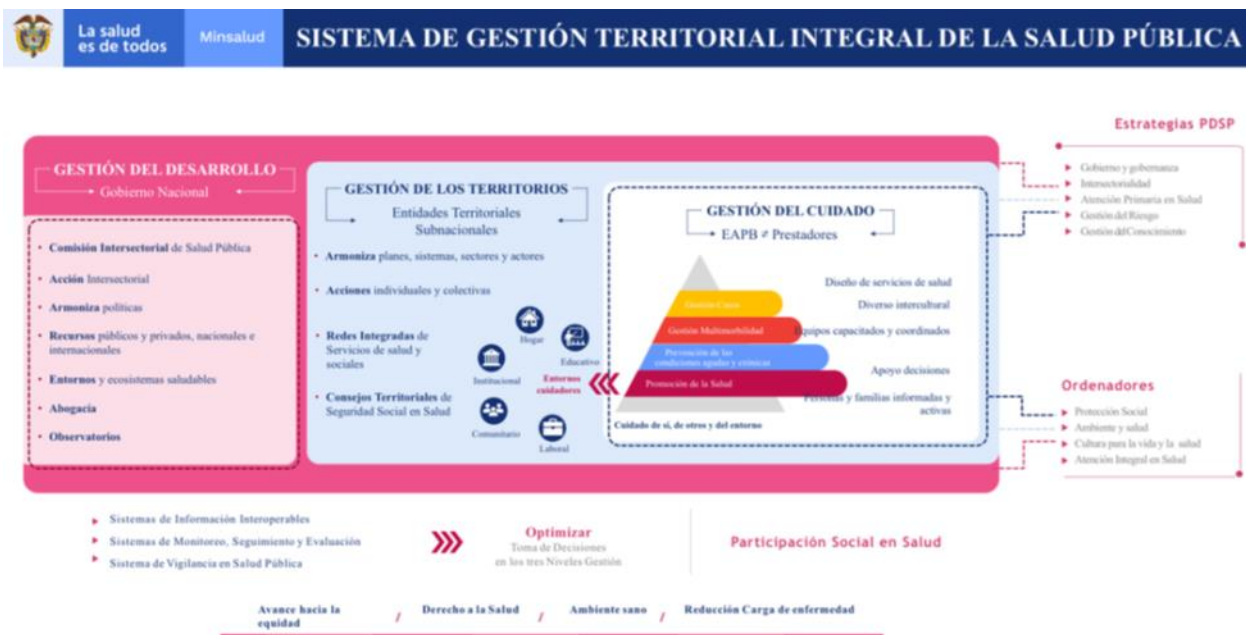 La salud
es de todos
Minsalud
SISTEMA DE GESTIÓN TERRITORIAL INTEGRAL DE LA SALUD PÚBLICA
GESTIÓN DEL DESARROLLO
Gobierno Nacional
• Comisión Intersectorial de Salud Pública
• Acción Intersectorial
• Armoniza políticas
• Recursos públicos y privados, nacionales e
internacionales
• Entornos y ecosistemas saludables
• Abogacía
• Observatorios
GESTIÓN DE LOS TERRITORIOS
Entidades Territoriales
Subnacionales
• Armoniza planes, sistemas, sectores y actores
• Acciones individuales y colectivas
• Redes Integradas de
Servicios de salud y
sociales
• Consejos Territoriales de
Seguridad Social en Salud
Hogar
Educativo
Institucional
Entornos
cuidadores
Comunitario
Laboral
GESTIÓN DEL CUIDADO
EAPB ≠ Prestadores
Gestión Casos
Gestión Multimorbilidad
Prevención de las
condiciones agudas y crónicas
Promoción de la Salud
Cuidado de sí, de otros y del entorno
Diseño de servicios de salud
Diverso intercultural
Equipos capacitados y coordinados
Apoyo decisiones
Personas y familias informadas y
activas
Estrategias PDSP
Gobierno y gobernanza
Intersectorialidad
Atención Primaria en Salud
Gestión del Riesgo
Gestión del Conocimiento
Ordenadores
Protección Social
Ambiente y salud
Cultura para la vida y la salud
Atención Integral en Salud
Sistemas de Información Interoperables
Sistemas de Monitoreo, Seguimiento y Evaluación
Sistema de Vigilancia en Salud Pública
Optimizar
Toma de Decisiones
en los tres Niveles Gestión
Participación Social en Salud
Avance hacia la
equidad
/ Derecho a la Salud / Ambiente sano / Reducción Carga de enfermedad